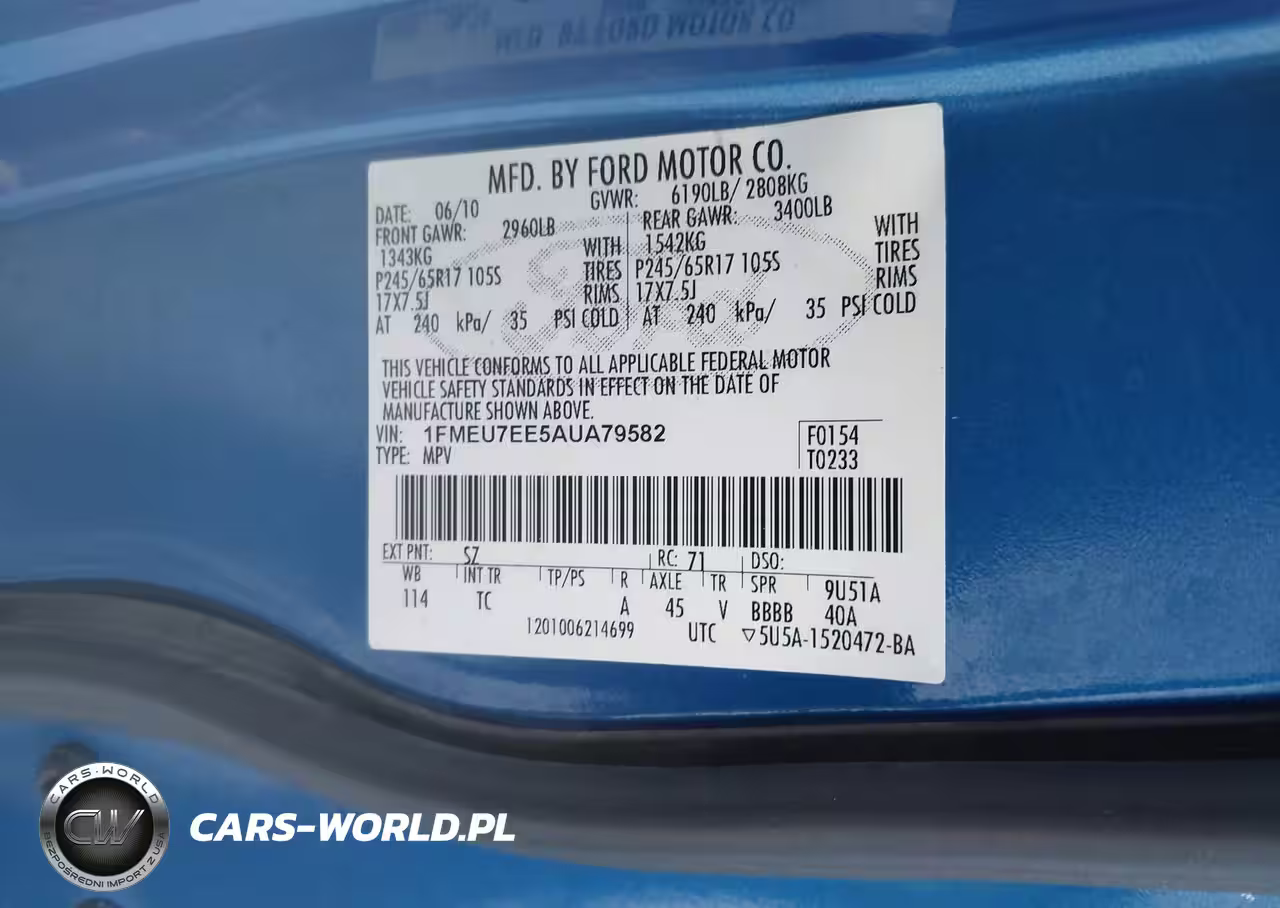 MFD. BY FORD MOTOR CO.
DATE: 06/10 GVWR: 6190LB/ 2808KG
FRONT GAWR: 2960LB REAR GAWR: 3400LB
1343KG WITH 1542KG WITH
P245/65R17 105S TIRES P245/65R17 105S TIRES
17X7.5J RIMS 17X7.5J RIMS
AT 240 kPa/ 35 PSI COLD AT 240 kPa/ 35 PSI COLD
THIS VEHICLE CONFORMS TO ALL APPLICABLE FEDERAL MOTOR
VEHICLE SAFETY STANDARDS IN EFFECT ON THE DATE OF
MANUFACTURE SHOWN ABOVE.
VIN: 1FMEU7EE5AUA79582 F0154
TYPE: MPV T0233
EXT PNT: SZ RC: 71 DSO:
WB INT TR TP/PS R AXLE TR SPR 9U51A
114 TC A 45 V BBBB 40A
1201006214699 UTC ▽5U5A-1520472-BA
CARS-WORLD
CW
BEZPOŚREDNI IMPORT Z USA
CARS-WORLD.PL